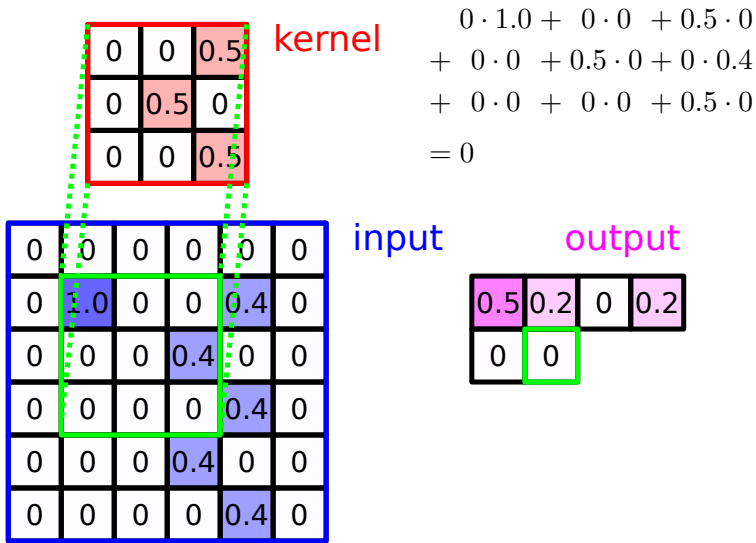 0 0 0.5
0 0.5 0
0 0 0.5
kernel
0 · 1.0 + 0 · 0 + 0.5 · 0
+ 0 · 0 + 0.5 · 0 + 0 · 0.4
+ 0 · 0 + 0 · 0 + 0.5 · 0
= 0
input
0 0 0 0 0 0
0 1.0 0 0 0.4 0
0 0 0 0.4 0 0
0 0 0 0 0.4 0
0 0 0 0.4 0 0
0 0 0 0 0.4 0
output
0.5 0.2 0 0.2
0 0